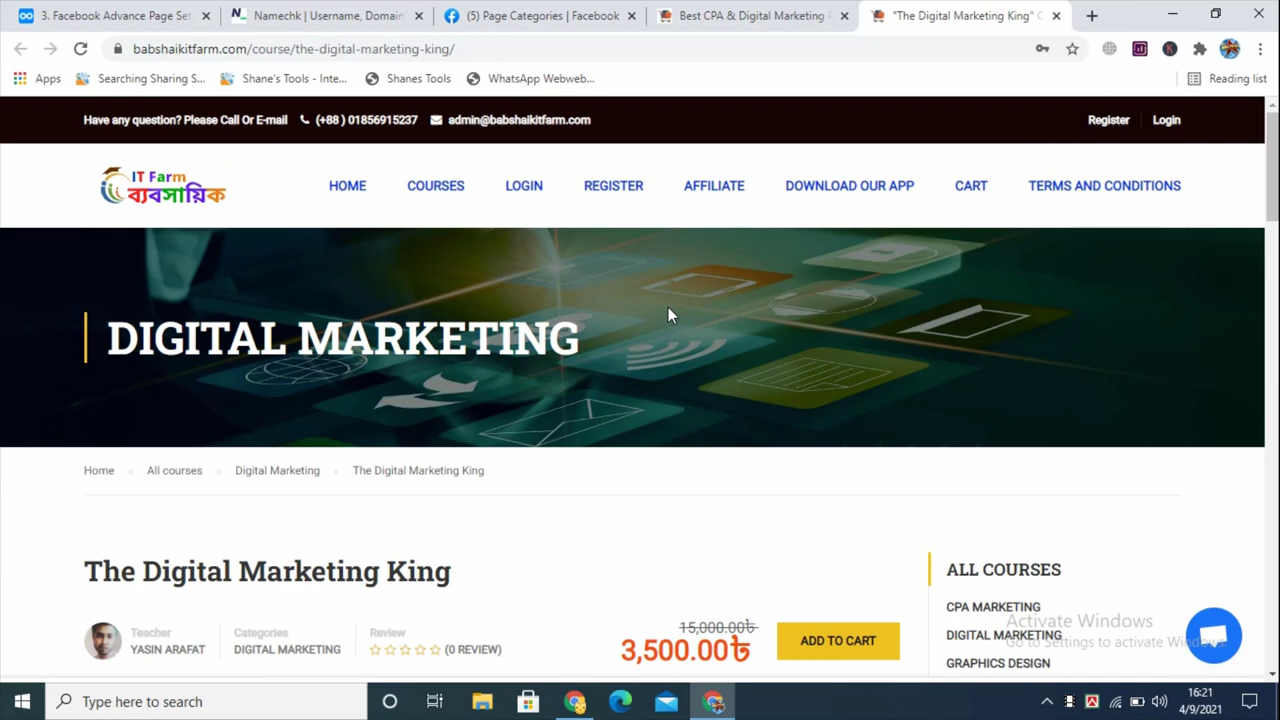 3. Facebook Advance Page Set
Namechk | Username, Domain
(5) Page Categories | Facebook
Best CPA & Digital Marketing
"The Digital Marketing King" C
babshaikitfarm.com/course/the-digital-marketing-king/
Apps
Searching Sharing S...
Shane's Tools - Inte...
Shanes Tools
WhatsApp Webweb...
Reading list
Have any question? Please Call Or E-mail (+88 ) 01856915237 admin@babshaikitfarm.com
Register Login
IT Farm
ব্যবসায়িক
HOME COURSES LOGIN REGISTER AFFILIATE DOWNLOAD OUR APP CART TERMS AND CONDITIONS
DIGITAL MARKETING
Home All courses Digital Marketing The Digital Marketing King
The Digital Marketing King
Teacher
YASIN ARAFAT
Categories
DIGITAL MARKETING
Review
(0 REVIEW)
15,000.00৳
3,500.00৳
ADD TO CART
ALL COURSES
CPA MARKETING
DIGITAL MARKETING
GRAPHICS DESIGN
Activate Windows
Go to Settings to activate Windows.
Type here to search
16:21
4/9/2021